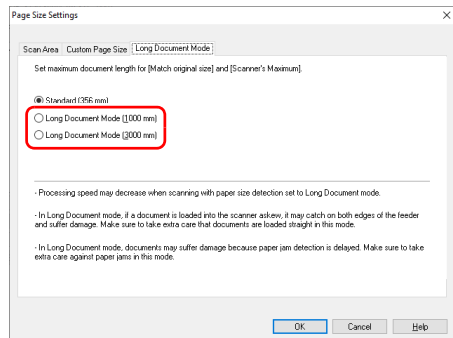 Page Size Settings
Scan Area Custom Page Size Long Document Mode
Set maximum document length for [Match original size] and [Scanner's Maximum].
Standard (356 mm)
Long Document Mode (1000 mm)
Long Document Mode (3000 mm)
- Processing speed may decrease when scanning with paper size detection set to Long Document mode.
- In Long Document mode, if a document is loaded into the scanner askew, it may catch on both edges of the feeder
and suffer damage. Make sure to take extra care that documents are loaded straight in this mode.
- In Long Document mode, documents may suffer damage because paper jam detection is delayed. Make sure to take
extra care against paper jams in this mode.
OK Cancel Help